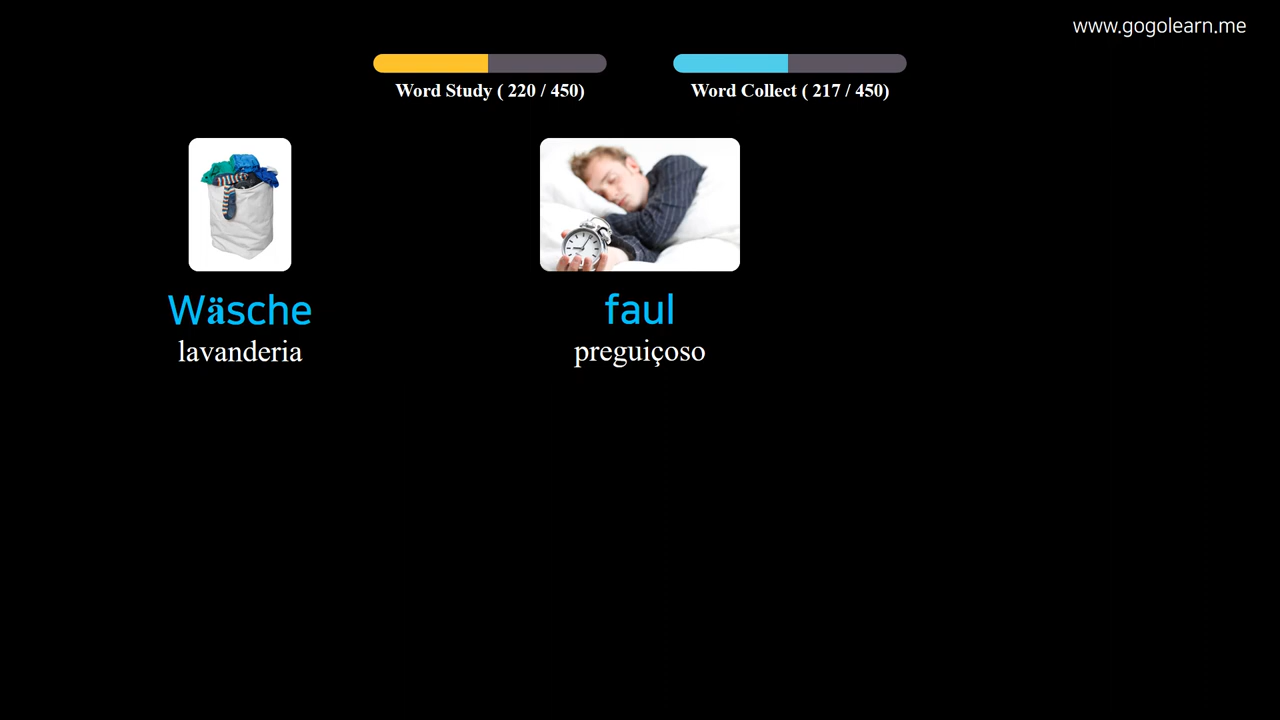 www.gogolearn.me
Word Study ( 220 / 450)
Word Collect ( 217 / 450)
Wäsche
lavanderia
faul
preguiçoso